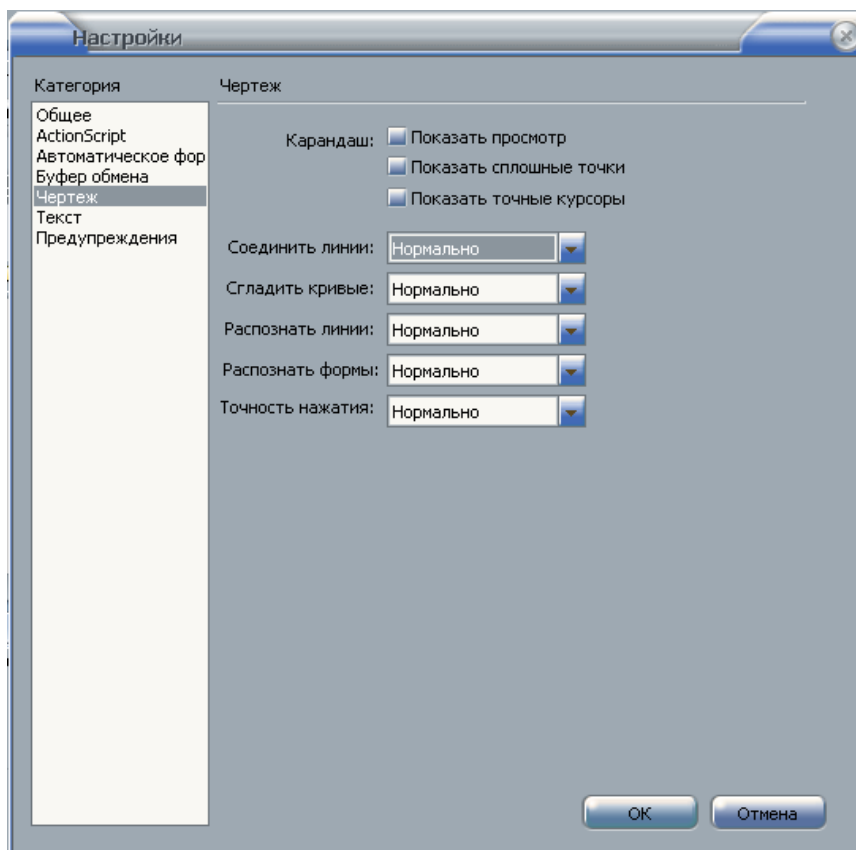 Настройки
Категория
Общее
ActionScript
Автоматическое фор
Буфер обмена
Чертеж
Текст
Предупреждения
Чертеж
Карандаш: Показать просмотр
Показать сплошные точки
Показать точные курсоры
Соединить линии: Нормально
Сгладить кривые: Нормально
Распознать линии: Нормально
Распознать формы: Нормально
Точность нажатия: Нормально
ОК Отмена